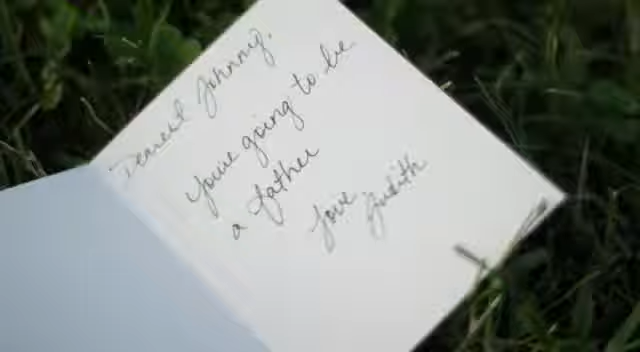 Dearest Johnny,
You're going to be
a father
Love,
Judith